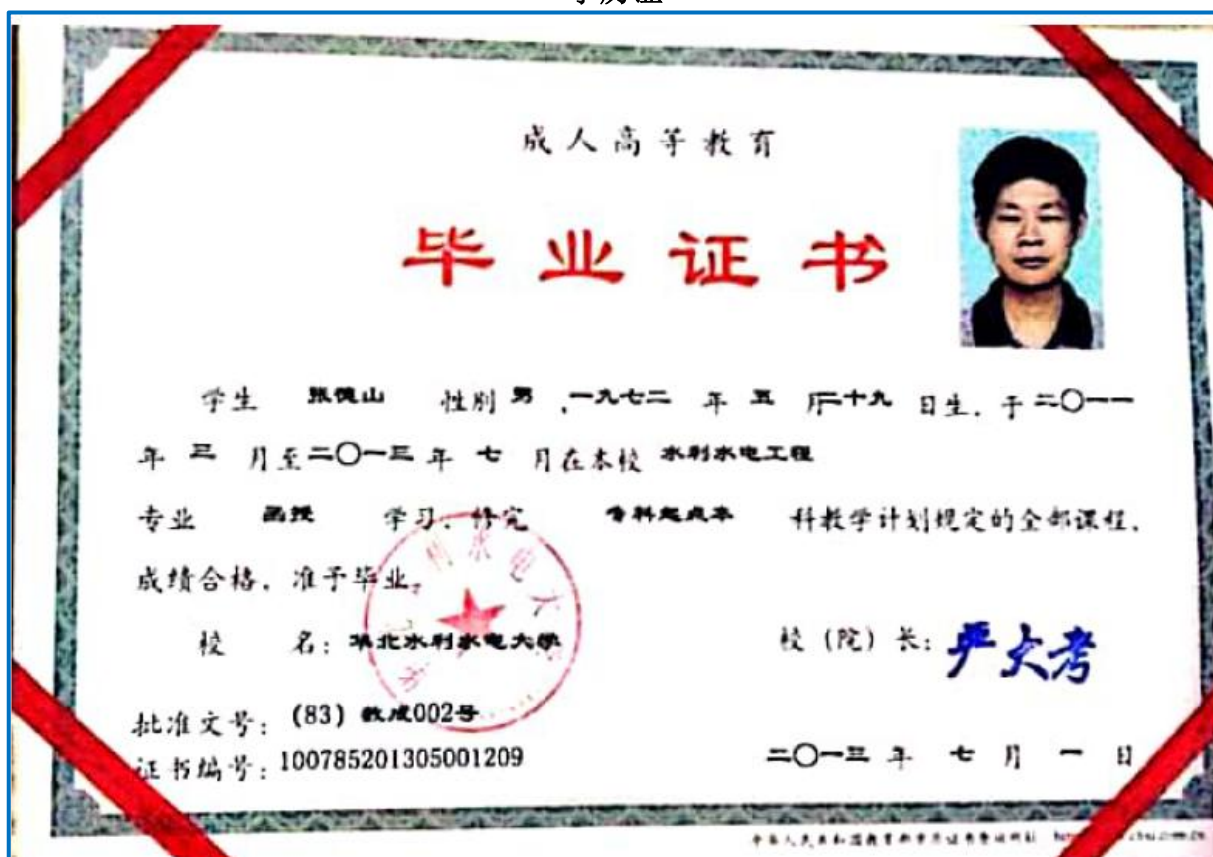 成人高等教育
毕业证书
学生 张德山 性别 男 ,一九七二 年 五 月二十九 日生, 于 二〇一一
年 三 月至 二〇一三 年 七 月在本校 水利水电工程
专业 函授 学习, 修完 专科起点本 科教学计划规定的全部课程,
成绩合格, 准予毕业。
校 名: 华北水利水电大学
校 (院) 长: 严大考
批准文号: (83) 教成002号
证书编号: 100785201305001209
二〇一三 年 七 月 一 日